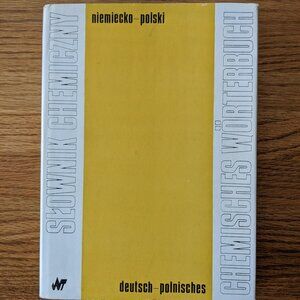 niemiecko–polski
SŁOWNIK CHEMICZNY
CHEMISCHES WÖRTERBUCH
deutsch–polnisches